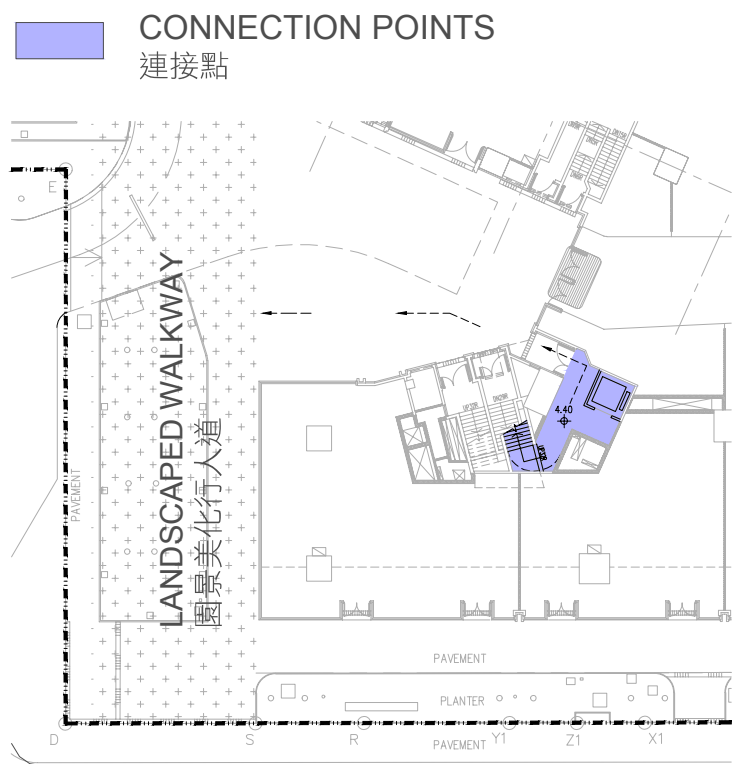 CONNECTION POINTS
連接點
E
LANDSCAPED WALKWAY
園景美化行人道
PAVEMENT
4.40
PAVEMENT
PLANTER
D
S
R
PAVEMENT
Y1
Z1
X1